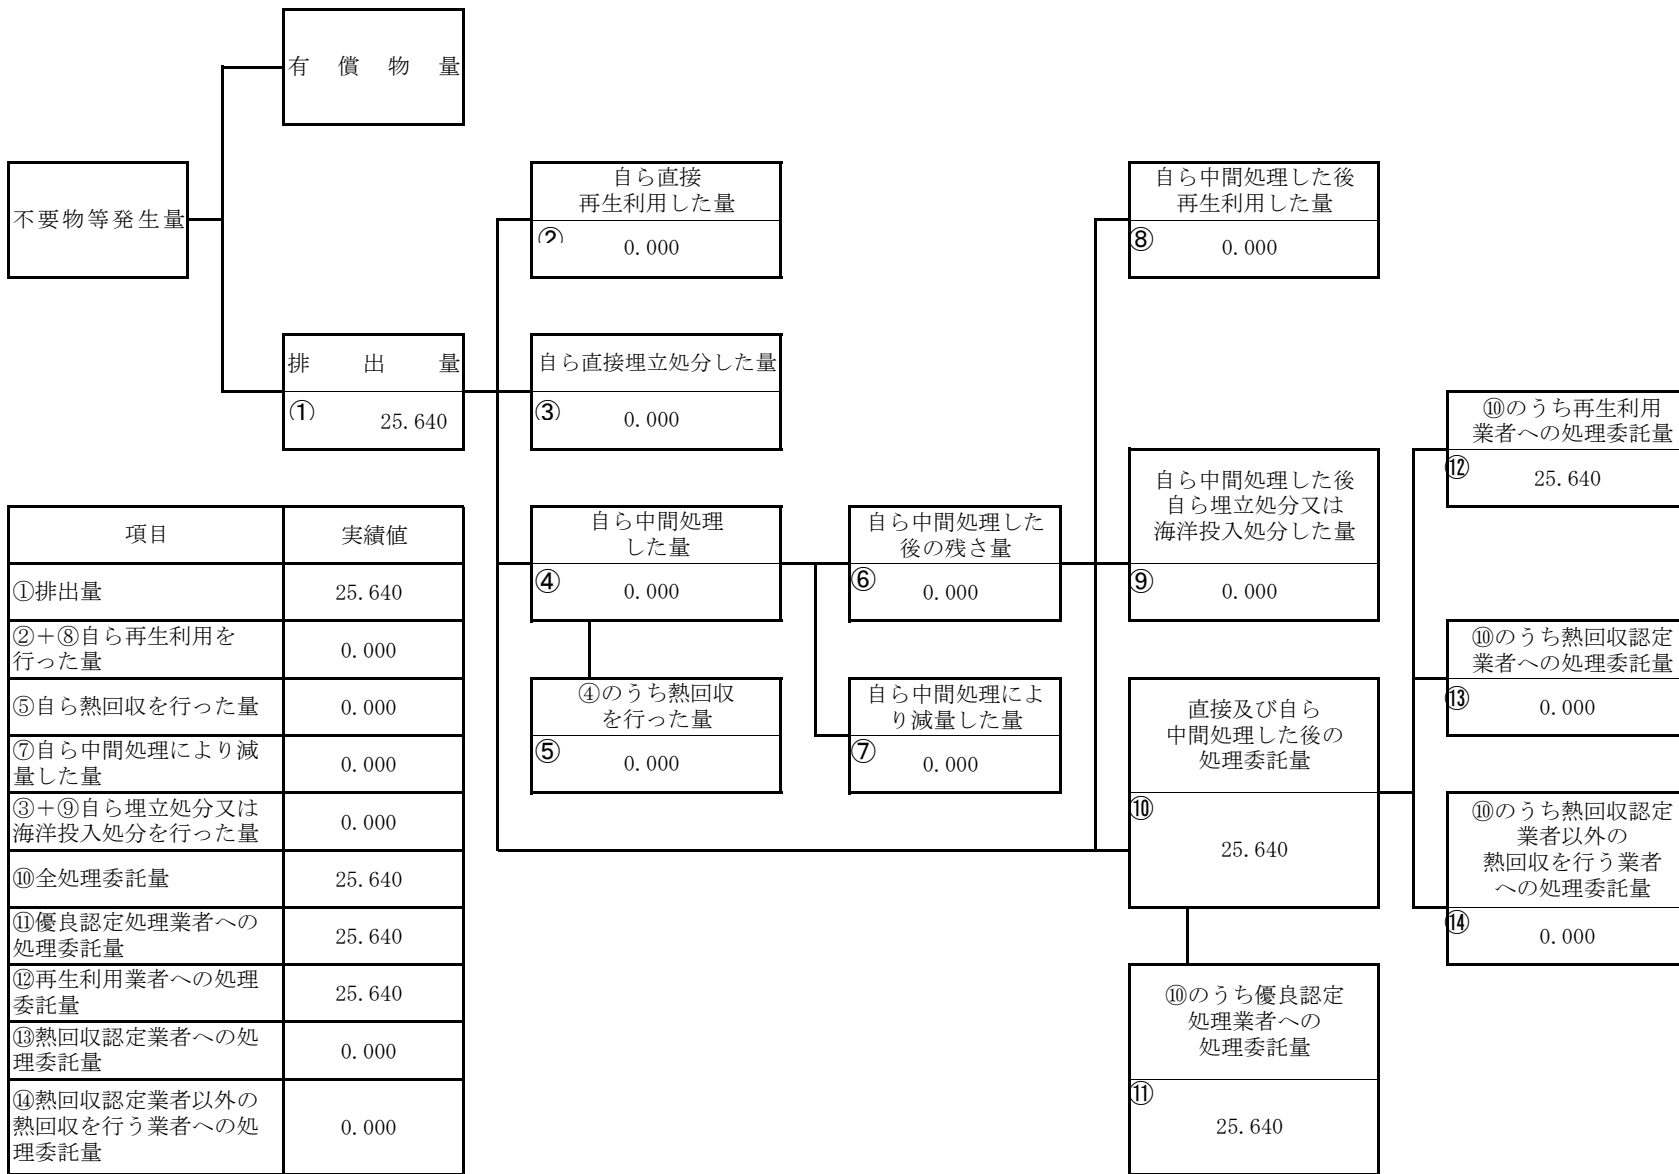 有償物量
不要物等発生量
自ら直接
再生利用した量
② 0.000
自ら中間処理した後
再生利用した量
⑧ 0.000
排出量
① 25.640
自ら直接埋立処分した量
③ 0.000
⑩のうち再生利用
業者への処理委託量
⑫ 25.640
自ら中間処理した後
自ら埋立処分又は
海洋投入処分した量
⑨ 0.000
自ら中間処理
した量
④ 0.000
自ら中間処理した
後の残さ量
⑥ 0.000
⑩のうち熱回収認定
業者への処理委託量
⑬ 0.000
④のうち熱回収
を行った量
⑤ 0.000
自ら中間処理によ
り減量した量
⑦ 0.000
直接及び自ら
中間処理した後の
処理委託量
⑩
25.640
⑩のうち熱回収認定
業者以外の
熱回収を行う業者
への処理委託量
⑭ 0.000
⑩のうち優良認定
処理業者への
処理委託量
⑪
25.640
項目 実績値
①排出量 25.640
②+⑧自ら再生利用を
行った量 0.000
⑤自ら熱回収を行った量 0.000
⑦自ら中間処理により減
量した量 0.000
③+⑨自ら埋立処分又は
海洋投入処分を行った量 0.000
⑩全処理委託量 25.640
⑪優良認定処理業者への
処理委託量 25.640
⑫再生利用業者への処理
委託量 25.640
⑬熱回収認定業者への処
理委託量 0.000
⑭熱回収認定業者以外の
熱回収を行う業者への処
理委託量 0.000